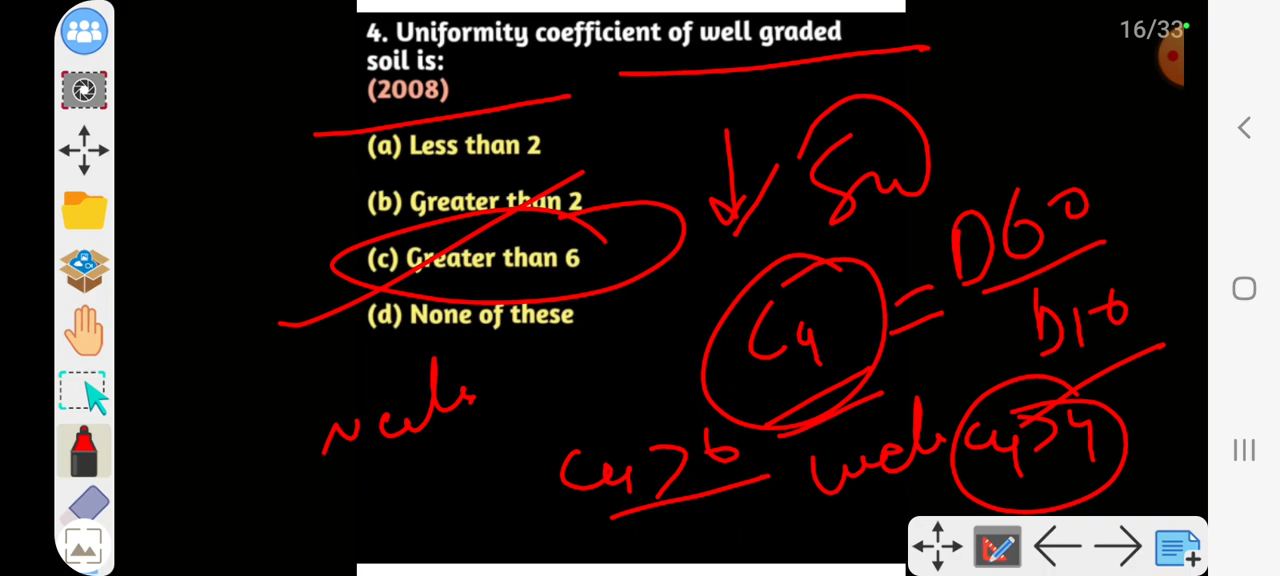 16/33
4. Uniformity coefficient of well graded
soil is:
(2008)
(a) Less than 2
(b) Greater than 2
(c) Greater than 6
(d) None of these
SW
Cu = D60
D10
Cu > 6
Cu > 4